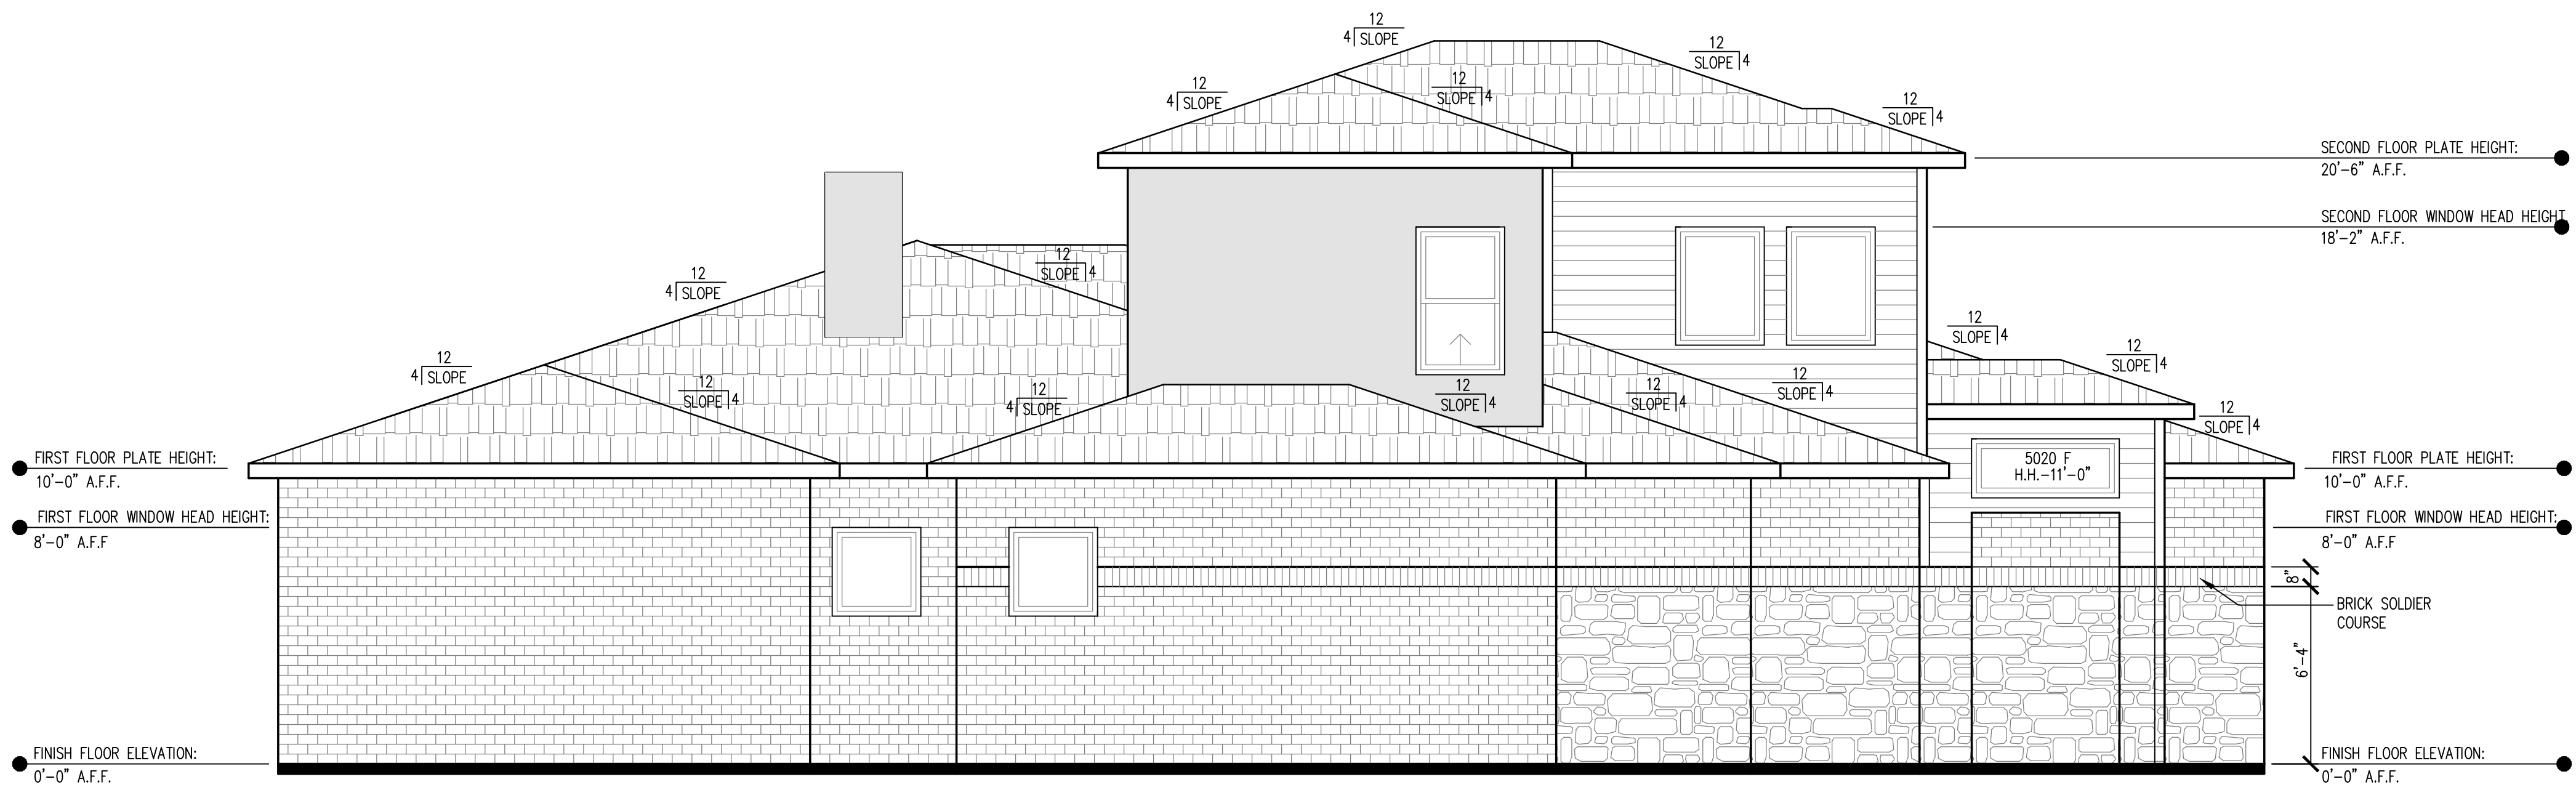 12
4 SLOPE
12
SLOPE 4
12
4 SLOPE
12
SLOPE 4
12
SLOPE 4
SECOND FLOOR PLATE HEIGHT:
20'-6" A.F.F.
SECOND FLOOR WINDOW HEAD HEIGHT
18'-2" A.F.F.
12
SLOPE 4
12
4 SLOPE
12
SLOPE 4
12
4 SLOPE
12
SLOPE 4
12
SLOPE 4
12
4 SLOPE
12
SLOPE 4
12
SLOPE 4
12
SLOPE 4
12
SLOPE 4
FIRST FLOOR PLATE HEIGHT:
10'-0" A.F.F.
FIRST FLOOR WINDOW HEAD HEIGHT:
8'-0" A.F.F
5020 F
H.H.-11'-0"
FIRST FLOOR PLATE HEIGHT:
10'-0" A.F.F.
FIRST FLOOR WINDOW HEAD HEIGHT:
8'-0" A.F.F
8"
BRICK SOLDIER
COURSE
6'-4"
FINISH FLOOR ELEVATION:
0'-0" A.F.F.
FINISH FLOOR ELEVATION:
0'-0" A.F.F.